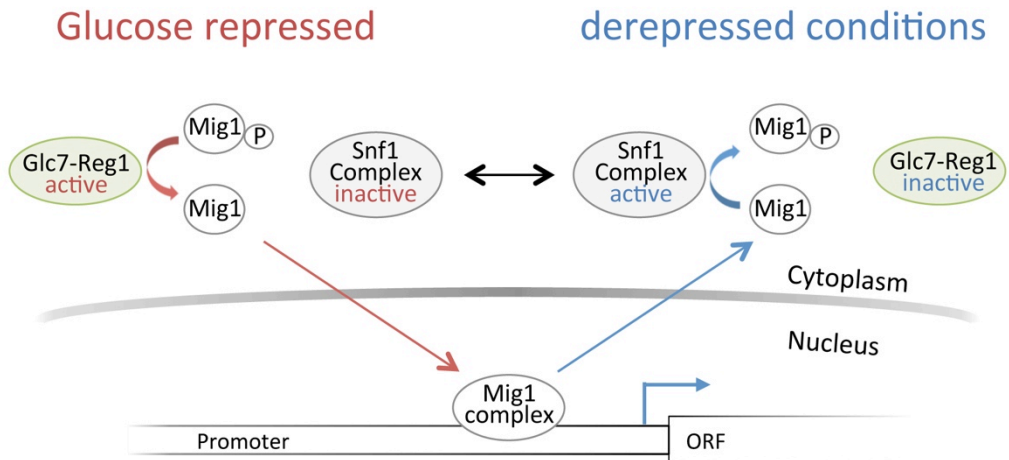 Glucose repressed
derepressed conditions
Mig1
P
Glc7-Reg1
active
Mig1
Snf1
Complex
inactive
Snf1
Complex
active
Mig1
P
Mig1
Glc7-Reg1
inactive
Cytoplasm
Nucleus
Mig1
complex
Promoter
ORF